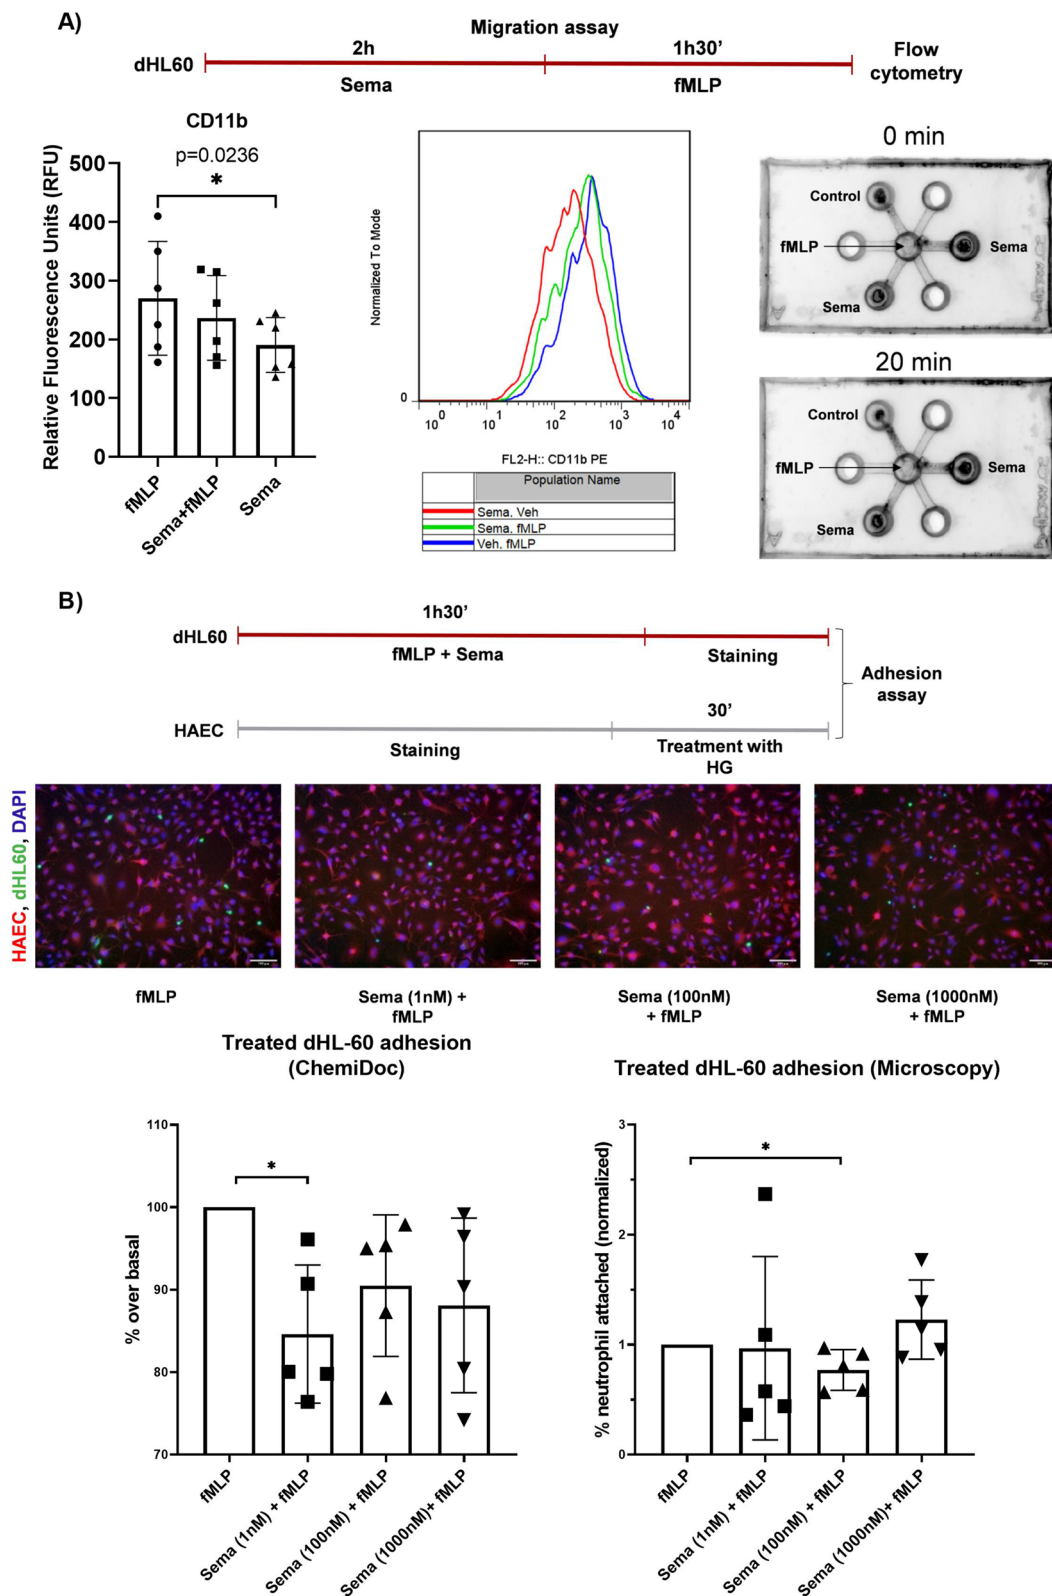 A)
Migration assay
2h
1h30'
dHL60
Sema
fMLP
Flow
cytometry
CD11b
p=0.0236
*
Relative Fluorescence Units (RFU)
500
400
300
200
100
0
fMLP
Sema+fMLP
Sema
Normalized To Mode
0
10^0
10^1
10^2
10^3
10^4
FL2-H:: CD11b PE
Population Name
Sema. Veh
Sema. fMLP
Veh. fMLP
0 min
Control
fMLP
Sema
Sema
20 min
Control
fMLP
Sema
Sema
B)
1h30'
dHL60
fMLP + Sema
Staining
30'
HAEC
Staining
Treatment with
HG
Adhesion
assay
HAEC, dHL60, DAPI
fMLP
Sema (1nM) +
fMLP
Sema (100nM)
+ fMLP
Sema (1000nM)
+ fMLP
Treated dHL-60 adhesion
(ChemiDoc)
% over basal
110
100
90
80
70
*
fMLP
Sema (1nM) + fMLP
Sema (100nM) + fMLP
Sema (1000nM)+ fMLP
Treated dHL-60 adhesion (Microscopy)
% neutrophil attached (normalized)
3
2
1
0
*
fMLP
Sema (1nM) + fMLP
Sema (100nM) + fMLP
Sema (1000nM)+ fMLP